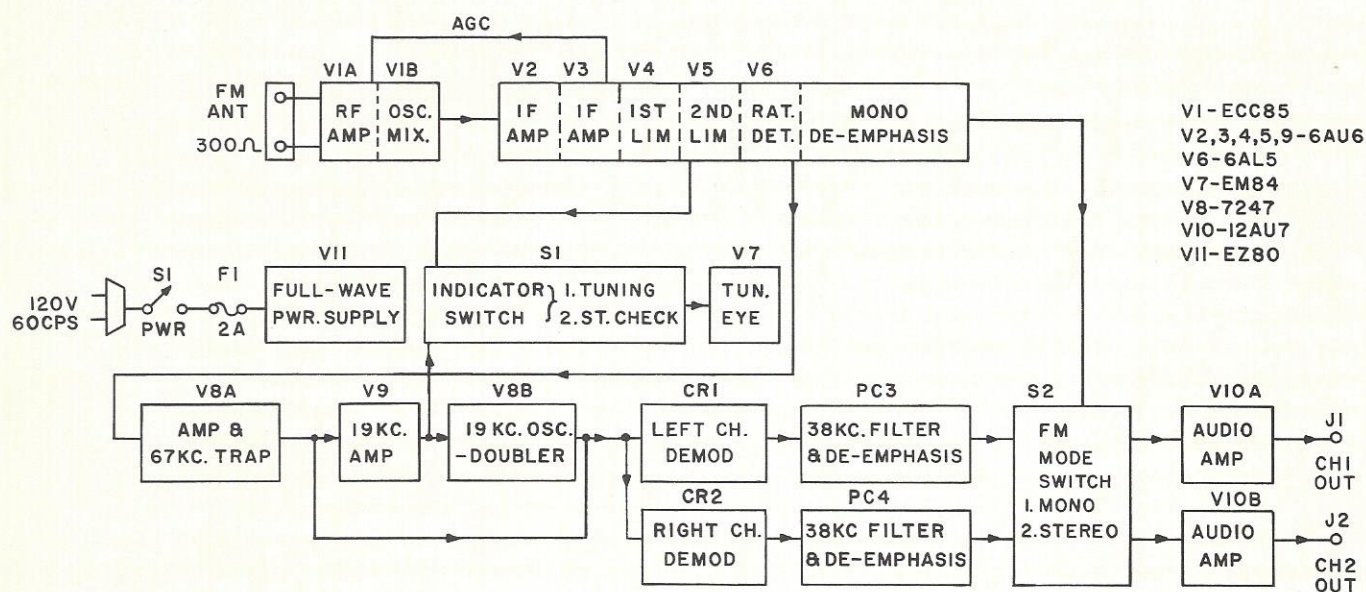 AGC
V1A V1B V2 V3 V4 V5 V6
FM
ANT
300Ω
RF
AMP
OSC.
MIX.
IF
AMP
IF
AMP
1ST
LIM
2ND
LIM
RAT.
DET.
MONO
DE-EMPHASIS
V1-ECC85
V2,3,4,5,9-6AU6
V6-6AL5
V7-EM84
V8-7247
V10-12AU7
V11-EZ80
120V
60CPS
S1
PWR
F1
2A
V11
FULL-WAVE
PWR. SUPPLY
S1
INDICATOR
SWITCH
1. TUNING
2. ST. CHECK
V7
TUN.
EYE
V8A
AMP &
67KC. TRAP
V9
19KC.
AMP
V8B
19KC. OSC.
-DOUBLER
CR1
LEFT CH.
DEMOD
PC3
38KC. FILTER
& DE-EMPHASIS
CR2
RIGHT CH.
DEMOD
PC4
38KC FILTER
& DE-EMPHASIS
S2
FM
MODE
SWITCH
1. MONO
2. STEREO
V10A
AUDIO
AMP
J1
CH1
OUT
V10B
AUDIO
AMP
J2
CH2
OUT